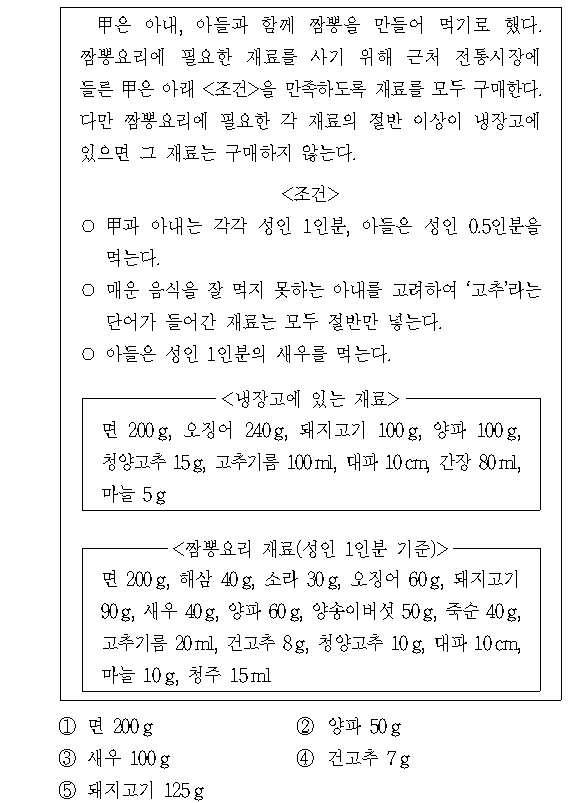 甲은 아내, 아들과 함께 짬뽕을 만들어 먹기로 했다.
짬뽕요리에 필요한 재료를 사기 위해 근처 전통시장에
들른 甲은 아래 <조건>을 만족하도록 재료를 모두 구매한다.
다만 짬뽕요리에 필요한 각 재료의 절반 이상이 냉장고에
있으면 그 재료는 구매하지 않는다.
<조건>
○ 甲과 아내는 각각 성인 1인분, 아들은 성인 0.5인분을
먹는다.
○ 매운 음식을 잘 먹지 못하는 아내를 고려하여 '고추'라는
단어가 들어간 재료는 모두 절반만 넣는다.
○ 아들은 성인 1인분의 새우를 먹는다.
<냉장고에 있는 재료>
면 200g, 오징어 240g, 돼지고기 100g, 양파 100g,
청양고추 15g, 고추기름 100ml, 대파 10cm, 간장 80ml,
마늘 5g
<짬뽕요리 재료(성인 1인분 기준)>
면 200g, 해삼 40g, 소라 30g, 오징어 60g, 돼지고기
90g, 새우 40g, 양파 60g, 양송이버섯 50g, 죽순 40g,
고추기름 20ml, 건고추 8g, 청양고추 10g, 대파 10cm,
마늘 10g, 청주 15ml
① 면 200g ② 양파 50g
③ 새우 100g ④ 건고추 7g
⑤ 돼지고기 125g